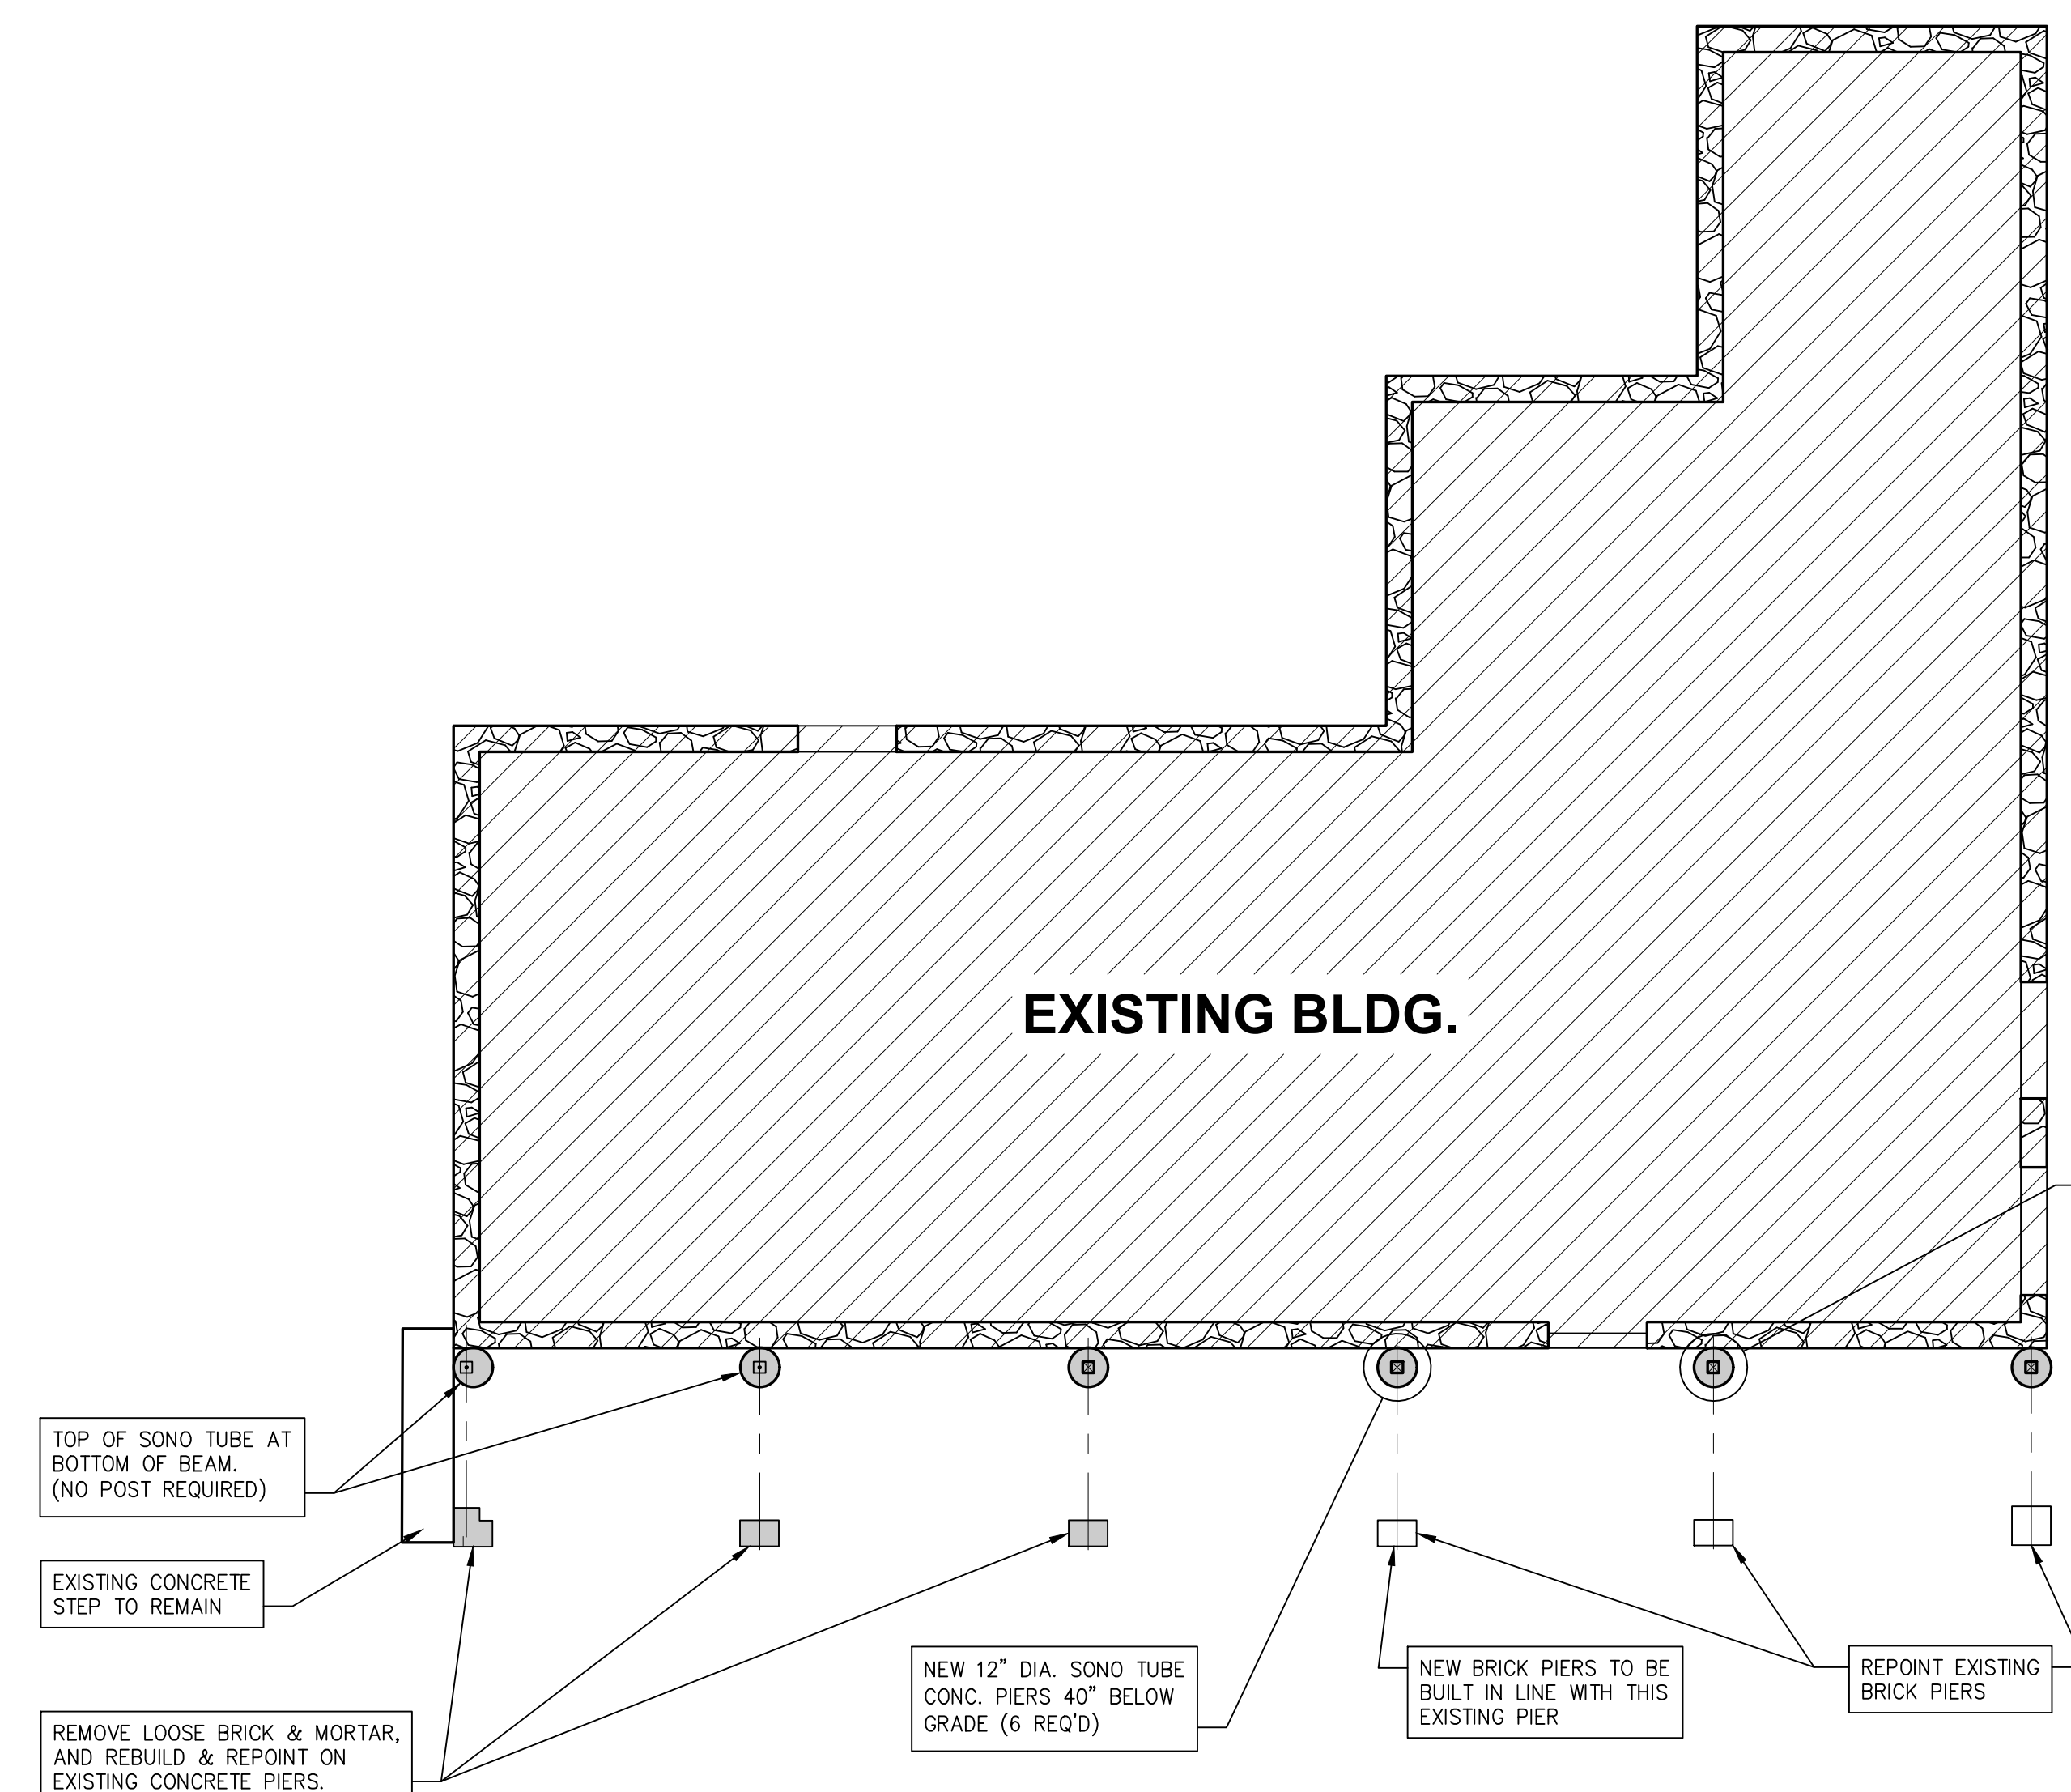 EXISTING BLDG.
TOP OF SONO TUBE AT
BOTTOM OF BEAM.
(NO POST REQUIRED)
EXISTING CONCRETE
STEP TO REMAIN
REMOVE LOOSE BRICK & MORTAR,
AND REBUILD & REPOINT ON
EXISTING CONCRETE PIERS.
NEW 12" DIA. SONO TUBE
CONC. PIERS 40" BELOW
GRADE (6 REQ'D)
NEW BRICK PIERS TO BE
BUILT IN LINE WITH THIS
EXISTING PIER
REPOINT EXISTING
BRICK PIERS